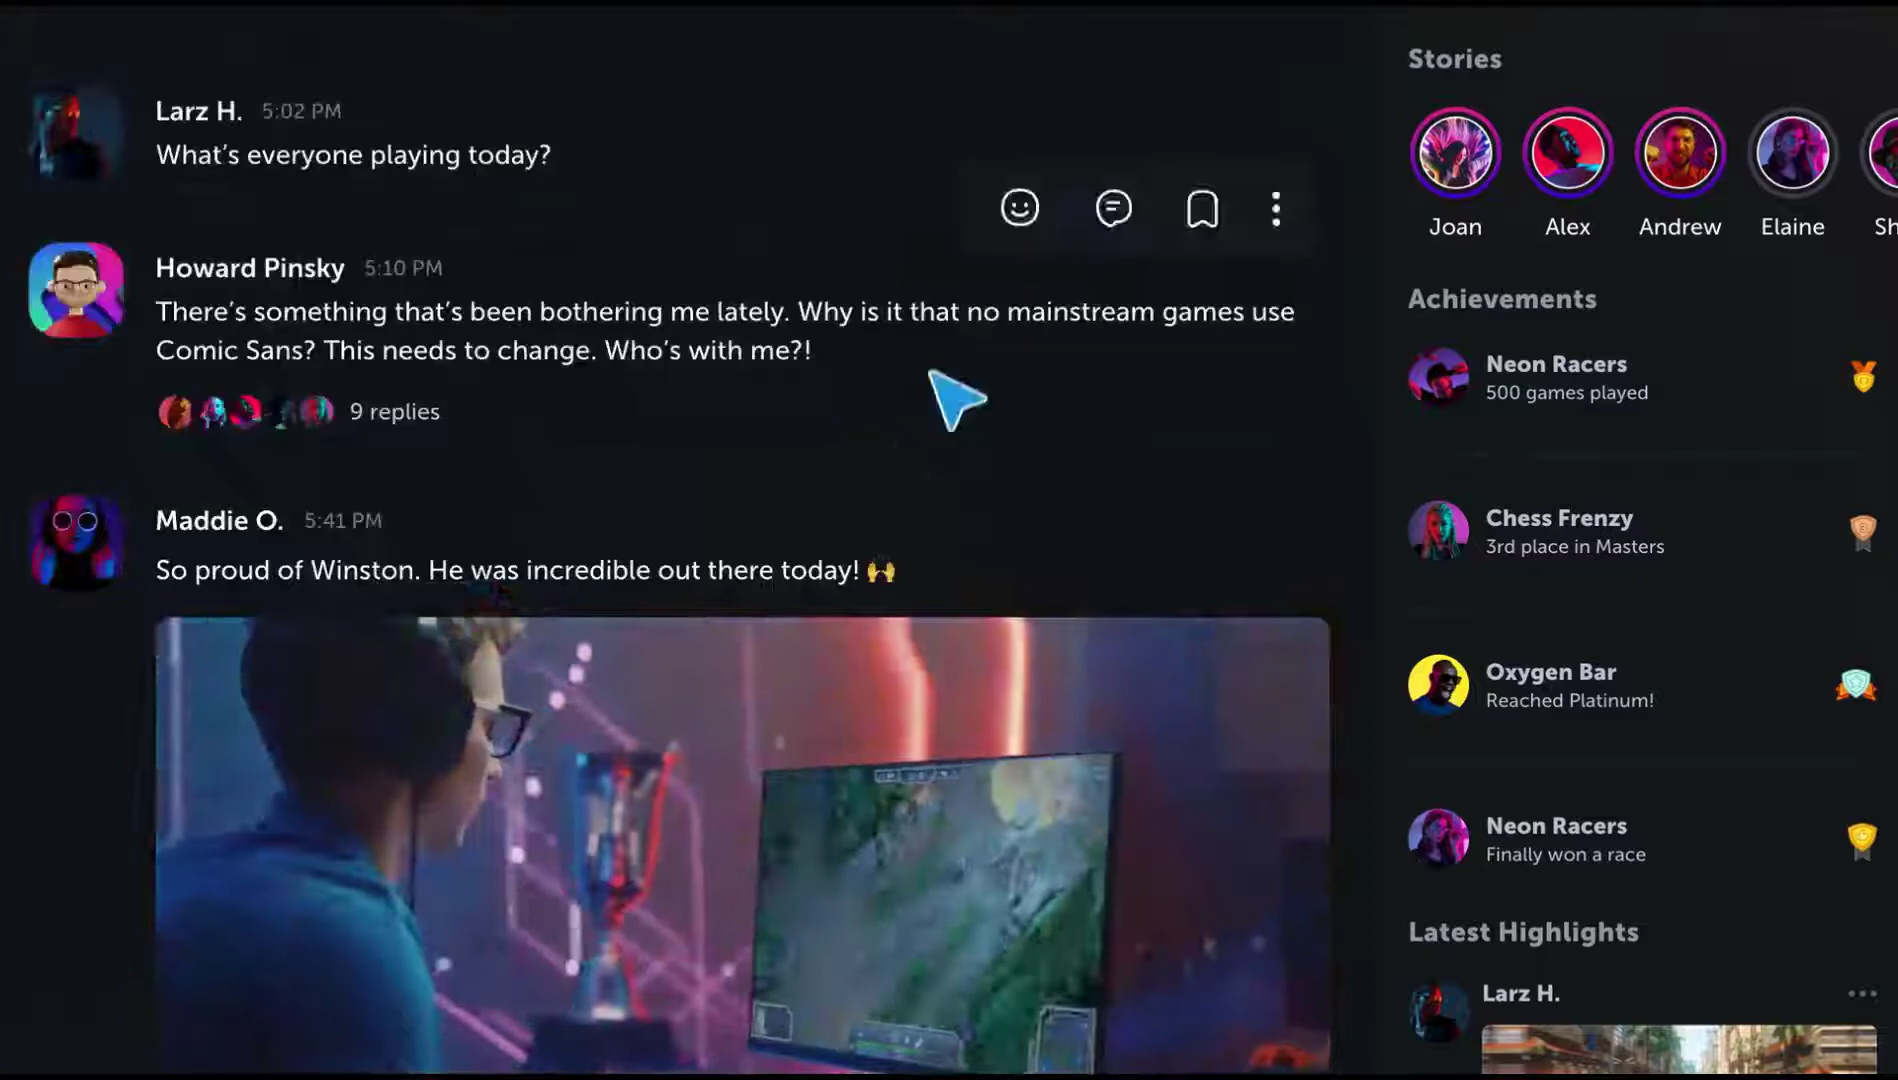 Larz H. 5:02 PM
What's everyone playing today?
Howard Pinsky 5:10 PM
There's something that's been bothering me lately. Why is it that no mainstream games use
Comic Sans? This needs to change. Who's with me?!
9 replies
Maddie O. 5:41 PM
So proud of Winston. He was incredible out there today! 🙌
Stories
Joan Alex Andrew Elaine Sh
Achievements
Neon Racers
500 games played
Chess Frenzy
3rd place in Masters
Oxygen Bar
Reached Platinum!
Neon Racers
Finally won a race
Latest Highlights
Larz H.